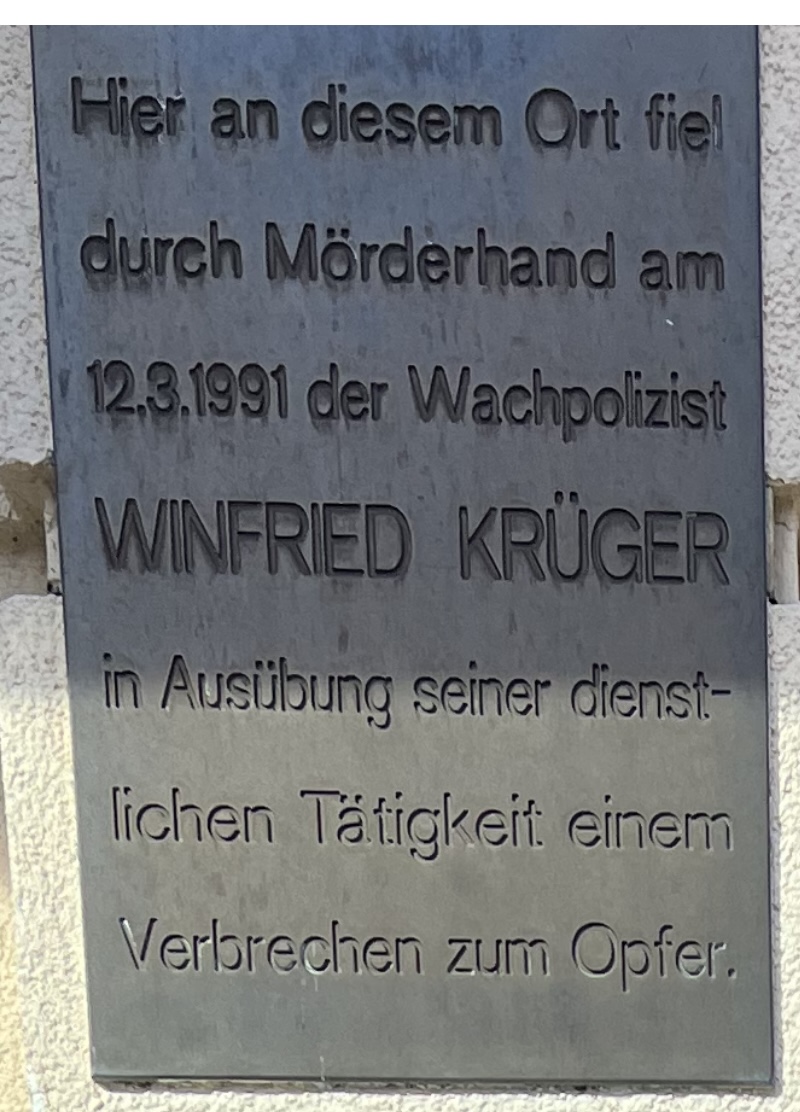 Hier an diesem Ort fiel
durch Mörderhand am
12.3.1991 der Wachpolizist
WINFRIED KRÜGER
in Ausübung seiner dienst-
lichen Tätigkeit einem
Verbrechen zum Opfer.